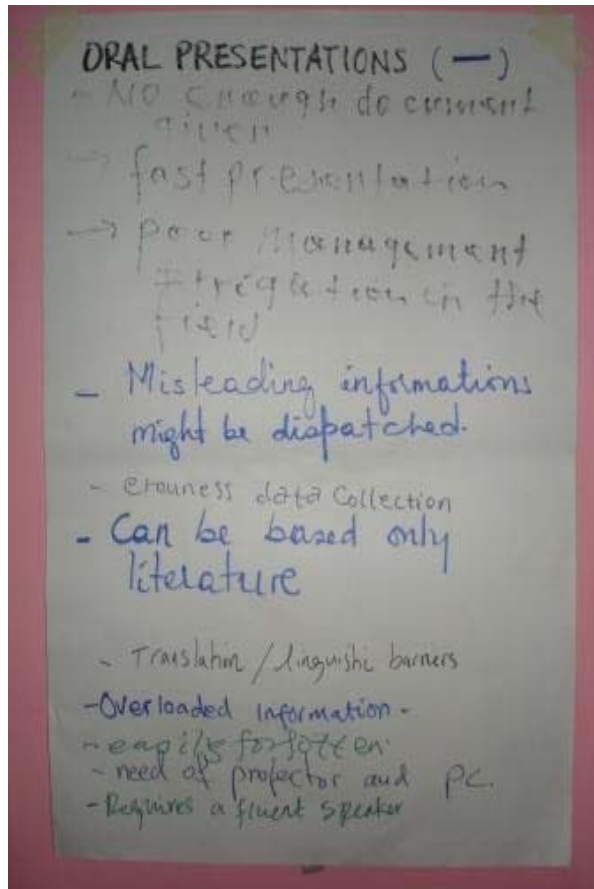 ORAL PRESENTATIONS (—)
- NO Enough document
given
→ fast presentation
→ poor management
in the
field
- Misleading informations
might be dispatched.
- erouness data Collection
- Can be based only
literature
- Translation / linguistic barriers
- Overloaded information -
- easily forgotten.
- need of projector and PC.
- Requires a fluent speaker